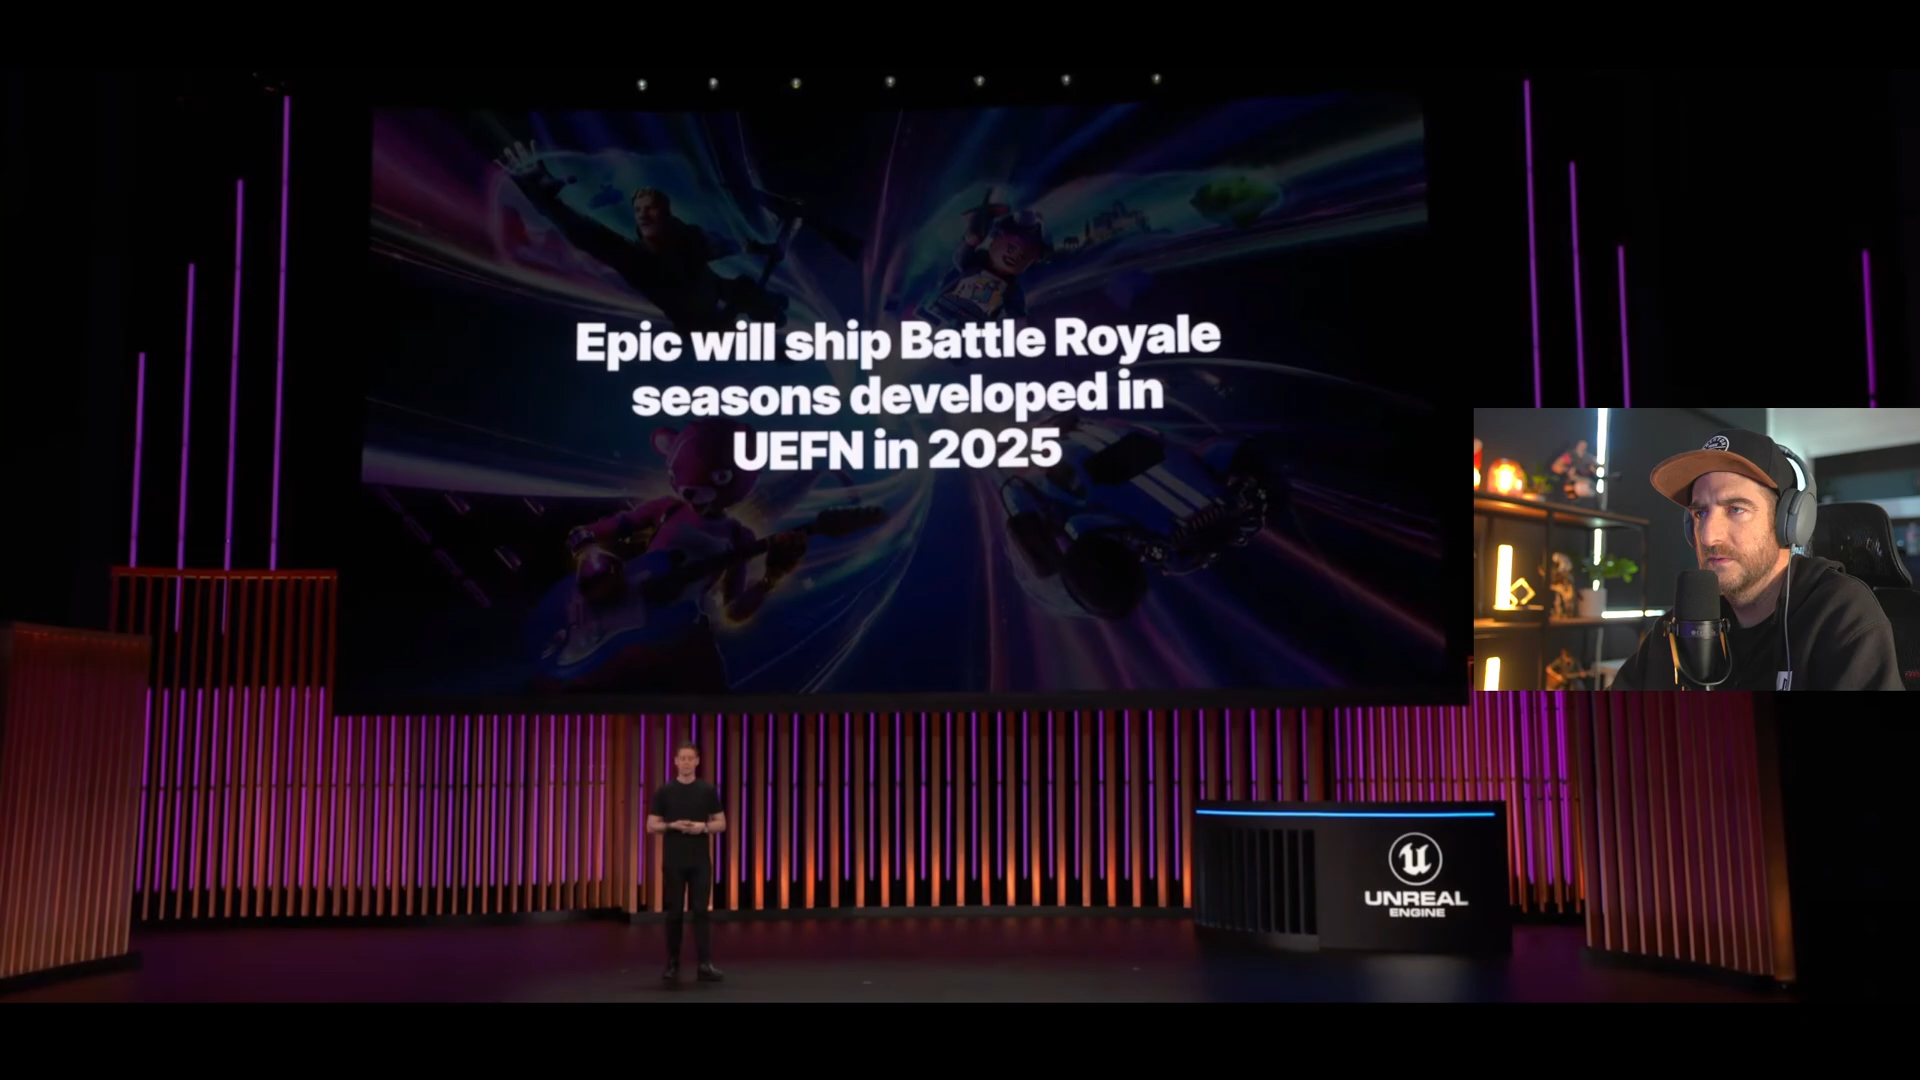 Epic will ship Battle Royale
seasons developed in
UEFN in 2025
UNREAL
ENGINE